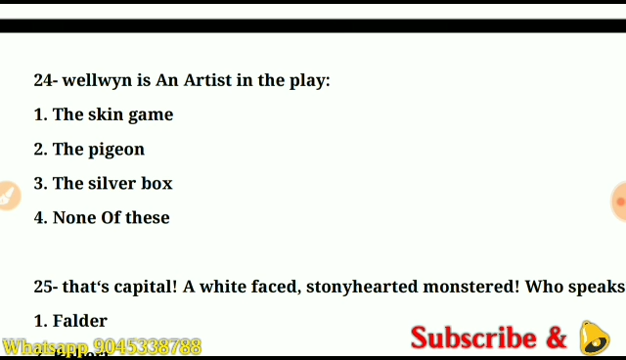 24- wellwyn is An Artist in the play:
1. The skin game
2. The pigeon
3. The silver box
4. None Of these
25- that‘s capital! A white faced, stonyhearted monstered! Who speaks
1. Falder
Subscribe &
Whatsapp 9045338788